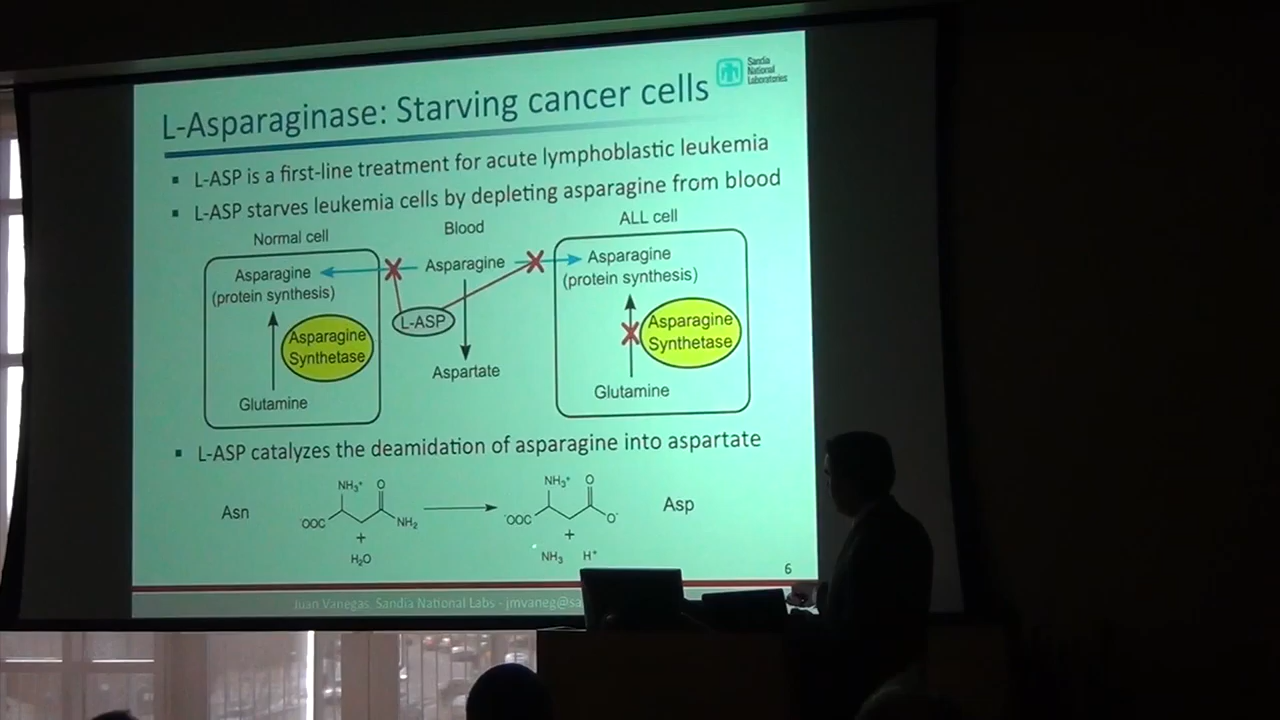 Sandia
National
Laboratories
L-Asparaginase: Starving cancer cells
▪ L-ASP is a first-line treatment for acute lymphoblastic leukemia
▪ L-ASP starves leukemia cells by depleting asparagine from blood
Normal cell
Blood
ALL cell
Asparagine
(protein synthesis)
Asparagine
Asparagine
(protein synthesis)
L-ASP
Asparagine
Synthetase
Asparagine
Synthetase
Aspartate
Glutamine
Glutamine
▪ L-ASP catalyzes the deamidation of asparagine into aspartate
Asn
NH₃⁺ O
⁻OOC NH₂
+
H₂O
NH₃⁺ O
⁻OOC O⁻
+
NH₃ H⁺
Asp
6
Juan Vanegas, Sandia National Labs - jmvaneg@sa